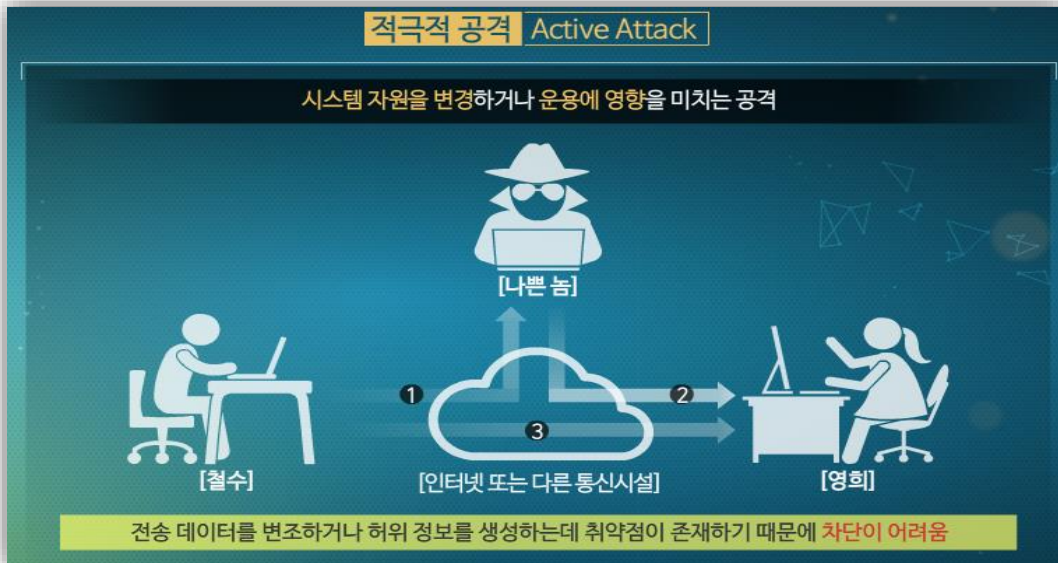 적극적 공격 Active Attack
시스템 자원을 변경하거나 운용에 영향을 미치는 공격
[나쁜 놈]
1
2
3
[철수]
[인터넷 또는 다른 통신시설]
[영희]
전송 데이터를 변조하거나 허위 정보를 생성하는데 취약점이 존재하기 때문에 차단이 어려움